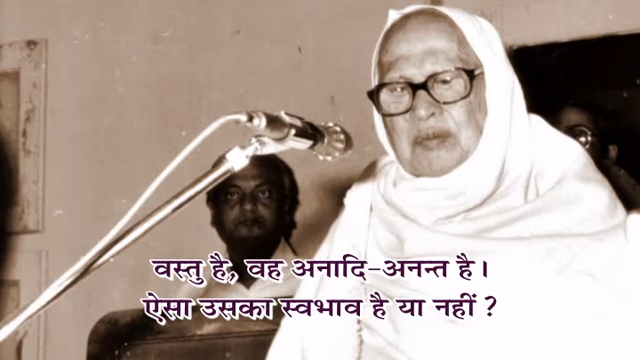 वस्तु है, वह अनादि-अनन्त है।
ऐसा उसका स्वभाव है या नहीं ?